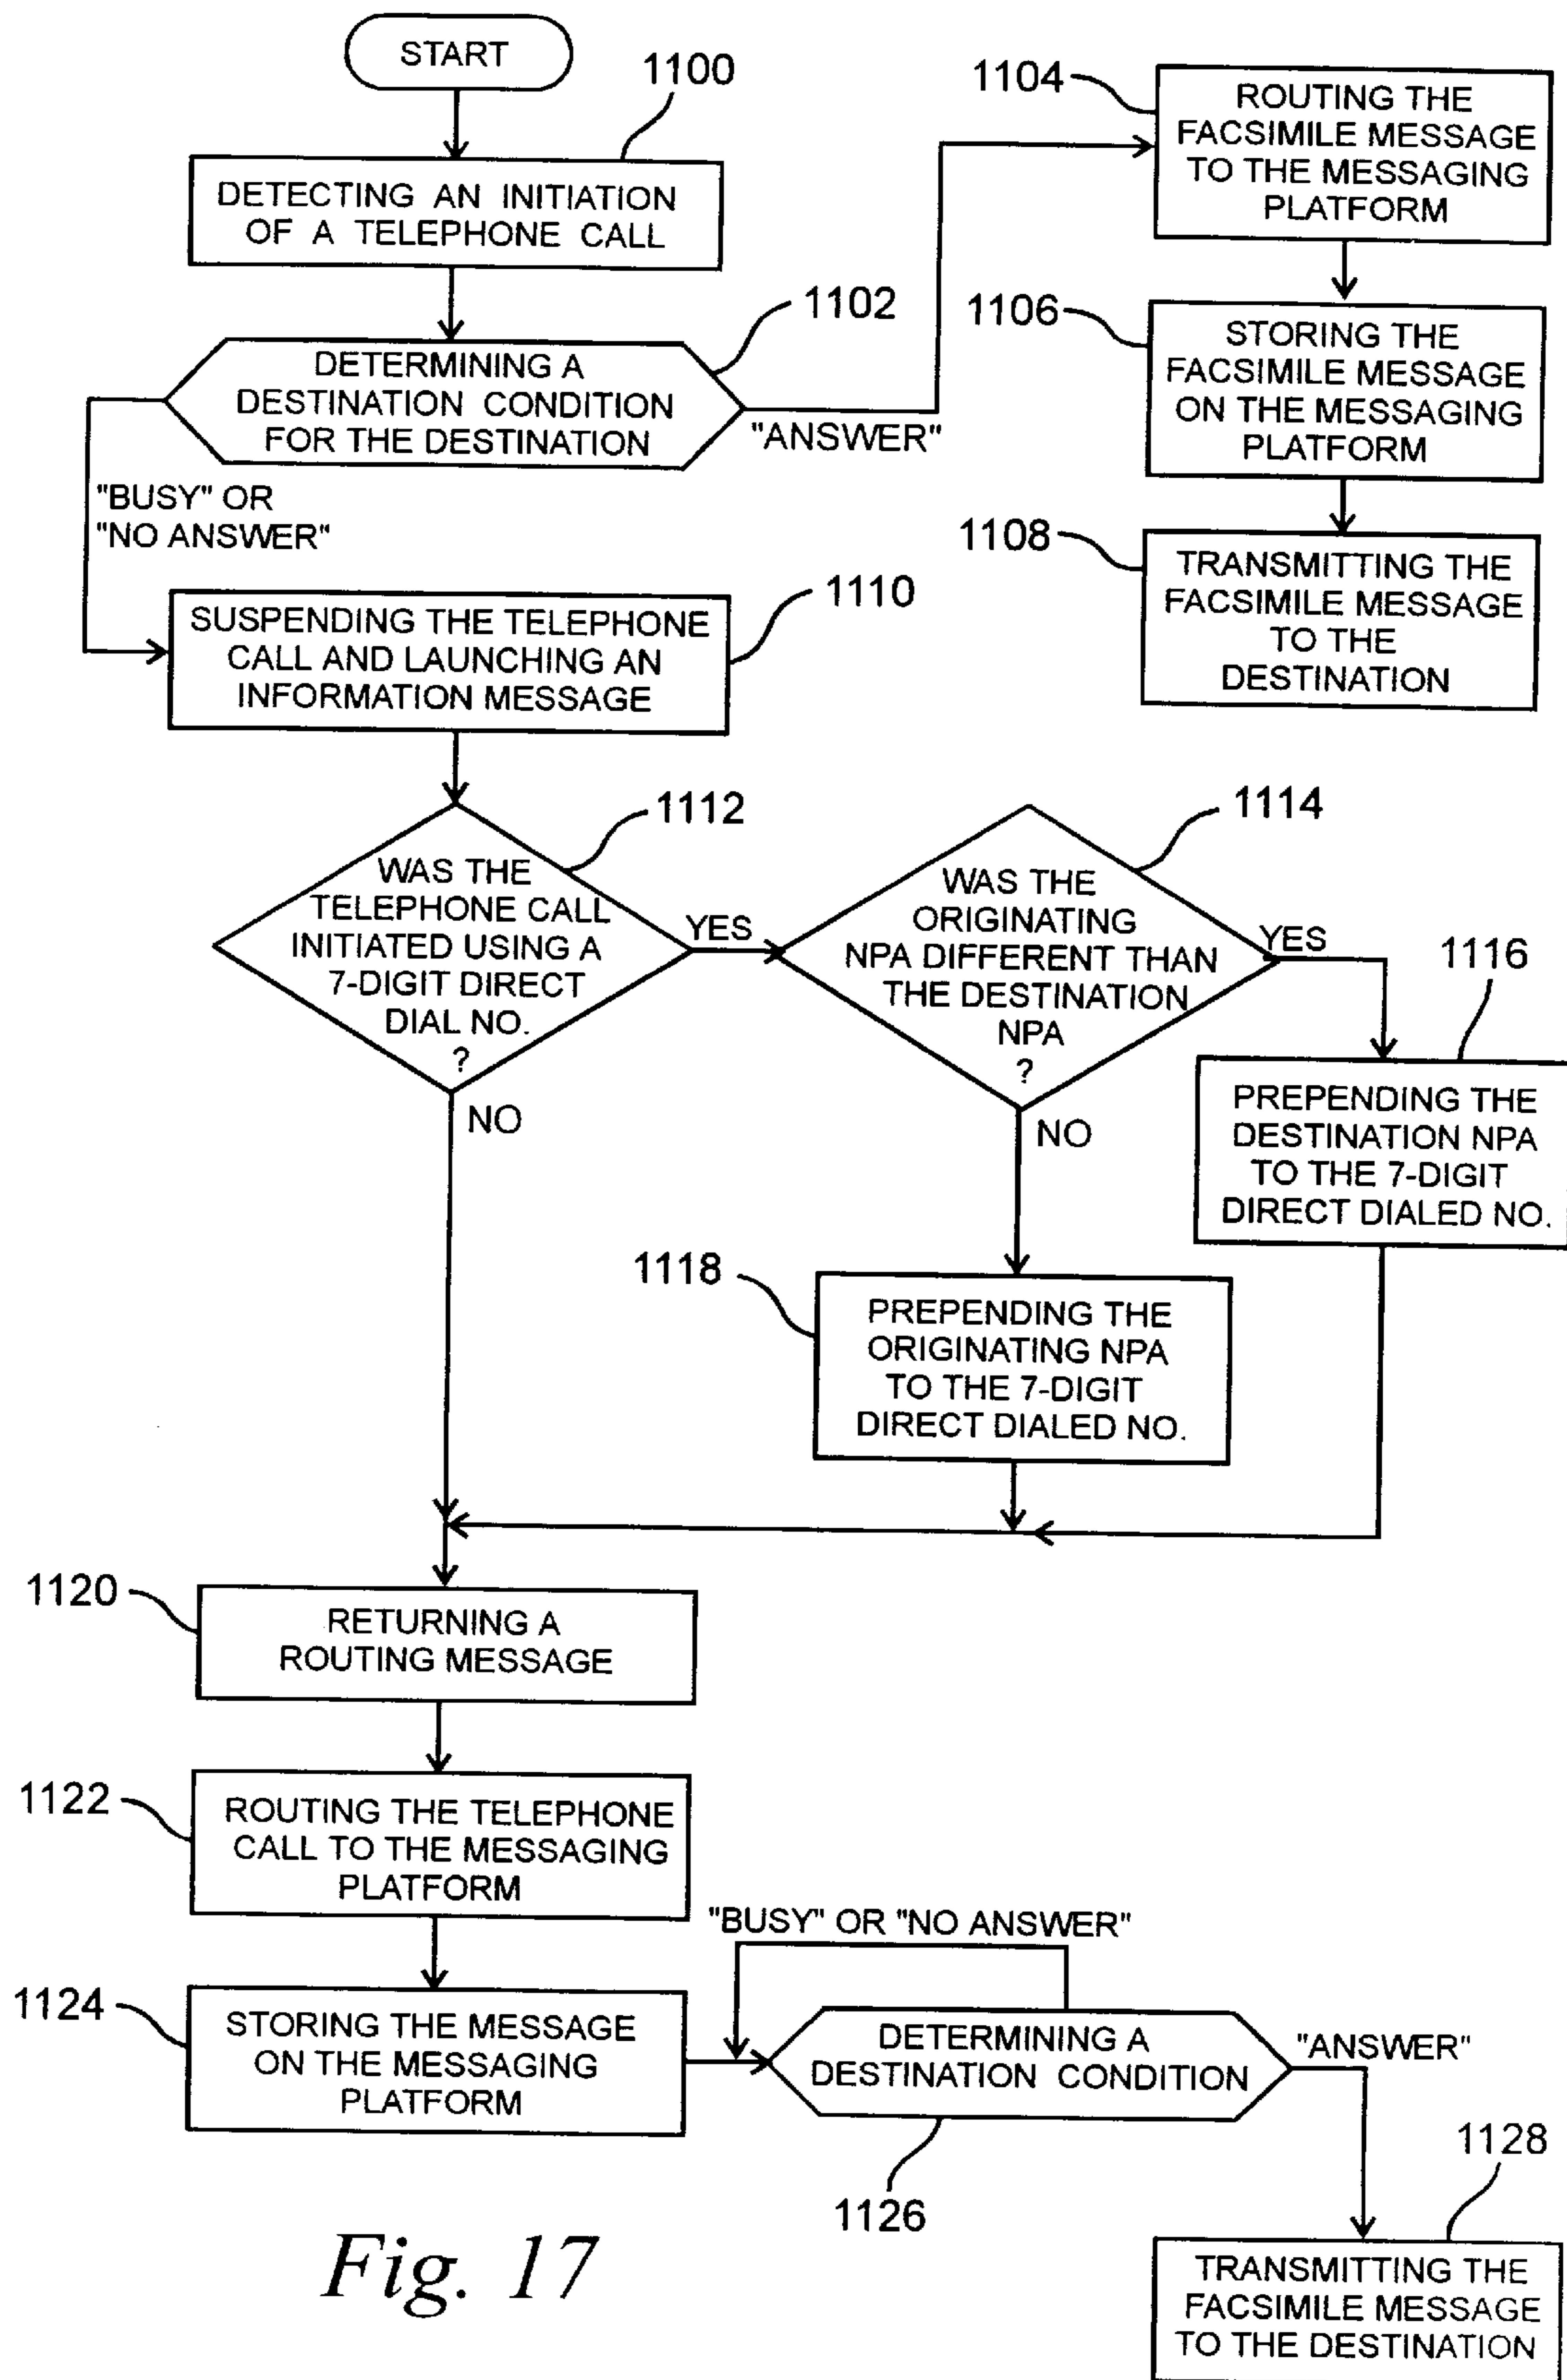 START
1100
DETECTING AN INITIATION
OF A TELEPHONE CALL
1102
DETERMINING A
DESTINATION CONDITION
FOR THE DESTINATION
"ANSWER"
"BUSY" OR
"NO ANSWER"
1104
ROUTING THE
FACSIMILE MESSAGE
TO THE MESSAGING
PLATFORM
1106
STORING THE
FACSIMILE MESSAGE
ON THE MESSAGING
PLATFORM
1108
TRANSMITTING THE
FACSIMILE MESSAGE
TO THE
DESTINATION
1110
SUSPENDING THE TELEPHONE
CALL AND LAUNCHING AN
INFORMATION MESSAGE
1112
WAS THE
TELEPHONE CALL
INITIATED USING A
7-DIGIT DIRECT
DIAL NO.
?
YES
NO
1114
WAS THE
ORIGINATING
NPA DIFFERENT THAN
THE DESTINATION
NPA
?
YES
NO
1116
PREPENDING THE
DESTINATION NPA
TO THE 7-DIGIT
DIRECT DIALED NO.
1118
PREPENDING THE
ORIGINATING NPA
TO THE 7-DIGIT
DIRECT DIALED NO.
1120
RETURNING A
ROUTING MESSAGE
1122
ROUTING THE TELEPHONE
CALL TO THE MESSAGING
PLATFORM
1124
STORING THE MESSAGE
ON THE MESSAGING
PLATFORM
"BUSY" OR "NO ANSWER"
DETERMINING A
DESTINATION CONDITION
1126
"ANSWER"
1128
TRANSMITTING THE
FACSIMILE MESSAGE
TO THE DESTINATION
Fig. 17